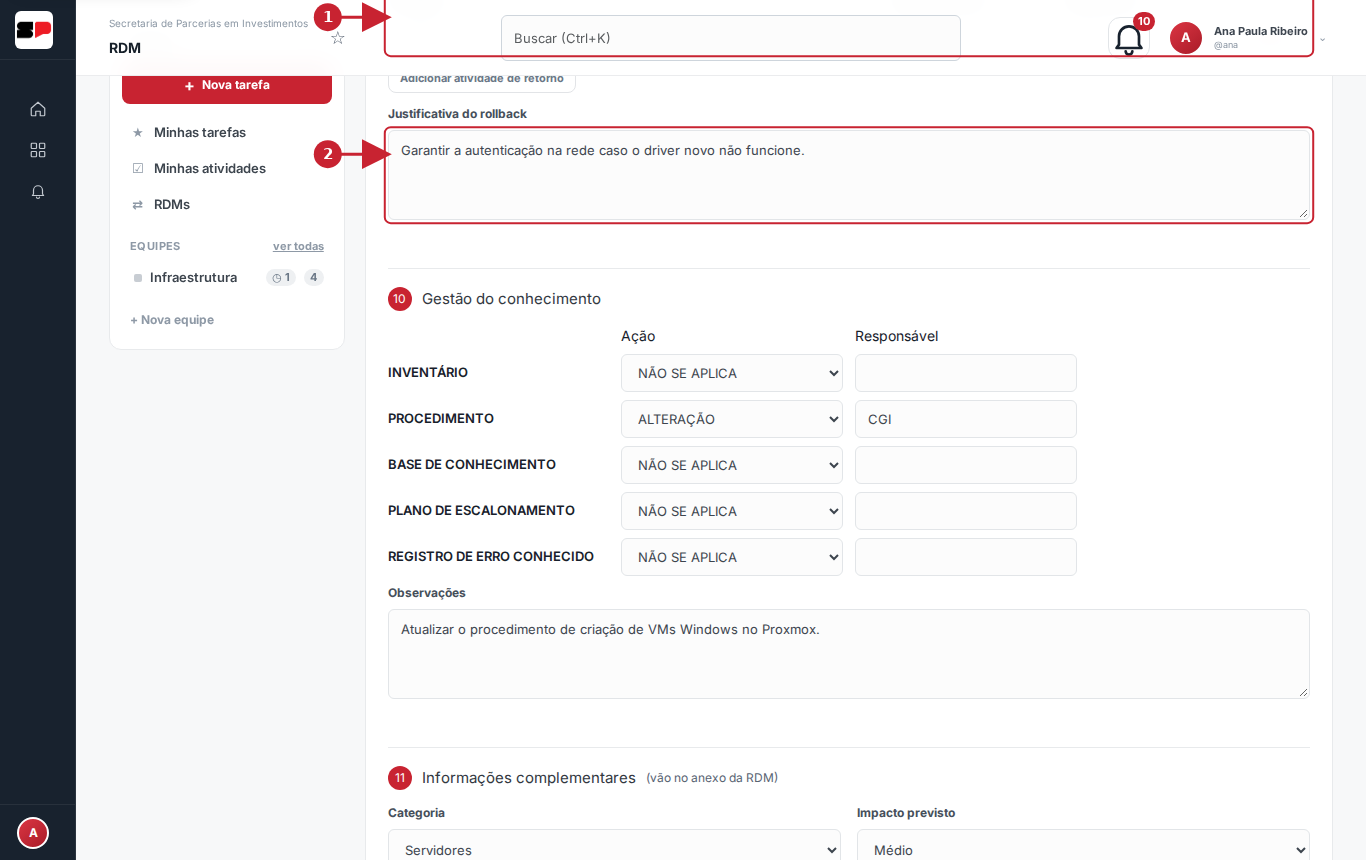 Secretaria de Parcerias em Investimentos
RDM
☆
1
Buscar (Ctrl+K)
10
A
Ana Paula Ribeiro
@ana
+ Nova tarefa
Minhas tarefas
Minhas atividades
RDMs
EQUIPES
ver todas
Infraestrutura
1
4
+ Nova equipe
Adicionar atividade de retorno
Justificativa do rollback
2
Garantir a autenticação na rede caso o driver novo não funcione.
10 Gestão do conhecimento
Ação Responsável
INVENTÁRIO NÃO SE APLICA
PROCEDIMENTO ALTERAÇÃO CGI
BASE DE CONHECIMENTO NÃO SE APLICA
PLANO DE ESCALONAMENTO NÃO SE APLICA
REGISTRO DE ERRO CONHECIDO NÃO SE APLICA
Observações
Atualizar o procedimento de criação de VMs Windows no Proxmox.
11 Informações complementares (vão no anexo da RDM)
Categoria Impacto previsto
Servidores Médio
A